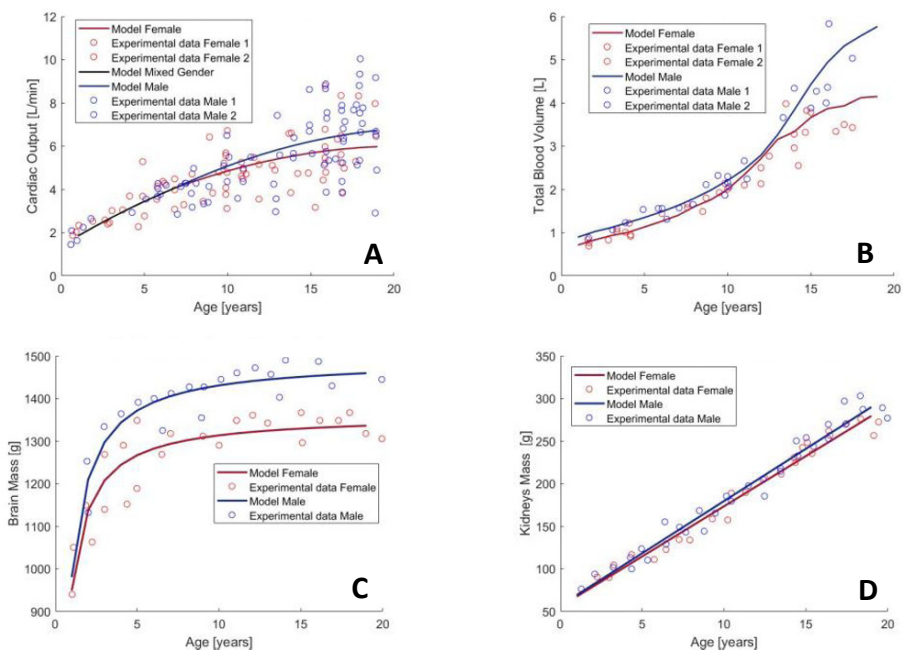 Model Female
Experimental data Female 1
Experimental data Female 2
Model Mixed Gender
Model Male
Experimental data Male 1
Experimental data Male 2
12
10
8
6
4
2
0
Cardiac Output [L/min]
0 5 10 15 20
Age [years]
A
Model Female
Experimental data Female 1
Experimental data Female 2
Model Male
Experimental data Male 1
Experimental data Male 2
6
5
4
3
2
1
0
Total Blood Volume [L]
0 5 10 15 20
Age [years]
B
1500
1400
1300
1200
1100
1000
900
Brain Mass [g]
Model Female
Experimental data Female
Model Male
Experimental data Male
0 5 10 15 20
Age [years]
C
350
300
250
200
150
100
50
Kidneys Mass [g]
Model Female
Experimental data Female
Model Male
Experimental data Male
0 5 10 15 20
Age [years]
D